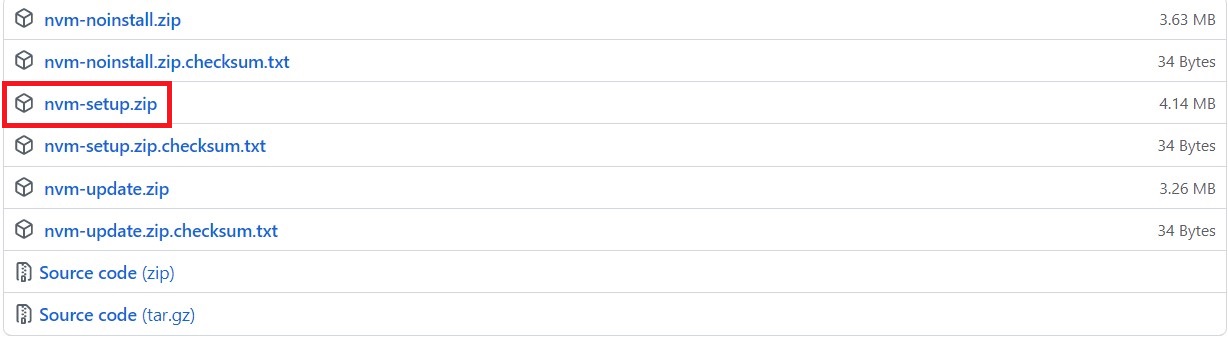 nvm-noinstall.zip 3.63 MB
nvm-noinstall.zip.checksum.txt 34 Bytes
nvm-setup.zip 4.14 MB
nvm-setup.zip.checksum.txt 34 Bytes
nvm-update.zip 3.26 MB
nvm-update.zip.checksum.txt 34 Bytes
Source code (zip)
Source code (tar.gz)